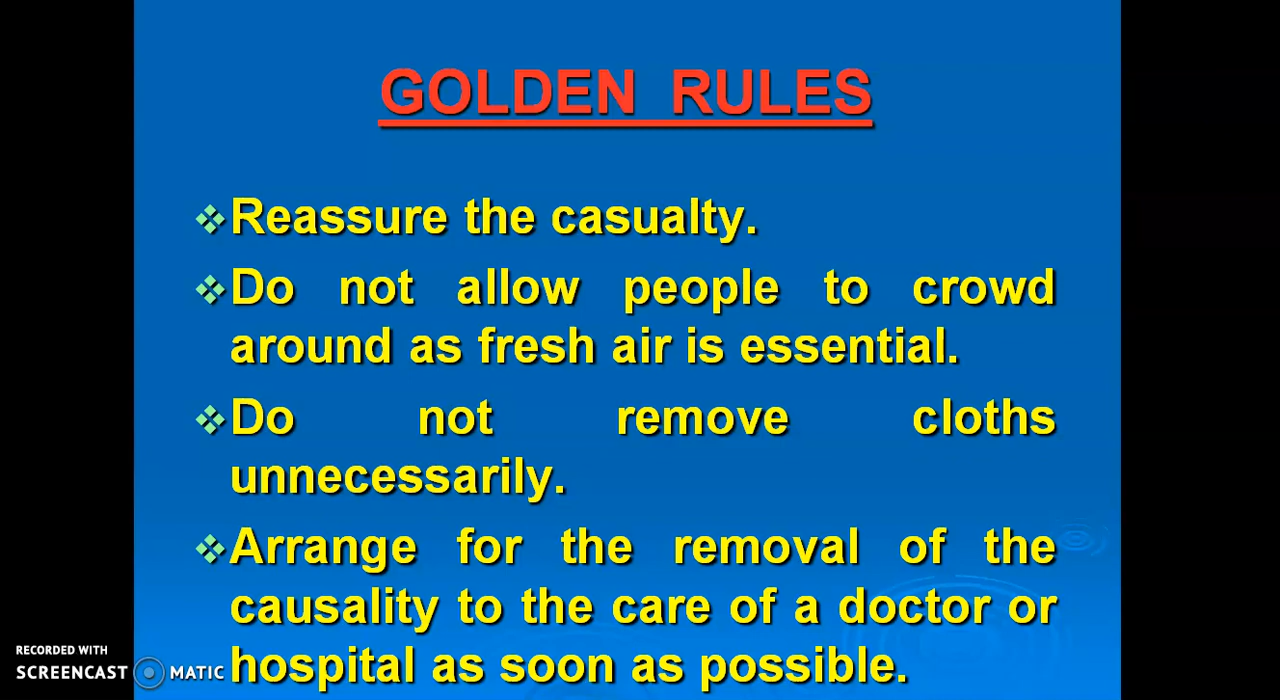 GOLDEN RULES
Reassure the casualty.
Do not allow people to crowd
around as fresh air is essential.
Do not remove cloths
unnecessarily.
Arrange for the removal of the
causality to the care of a doctor or
hospital as soon as possible.
RECORDED WITH
SCREENCAST MATIC